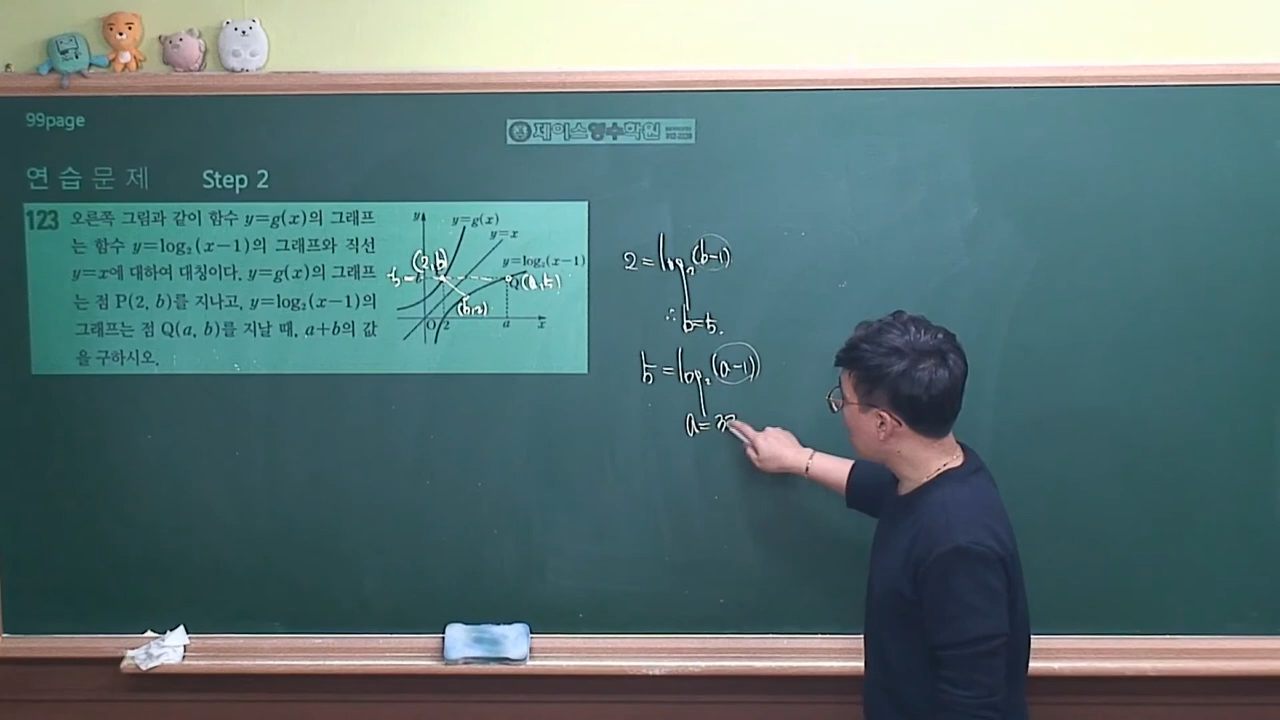 99page
제이스영수학원
연습문제 Step 2
123 오른쪽 그림과 같이 함수 y=g(x)의 그래프
는 함수 y=log₂(x−1)의 그래프와 직선
y=x에 대하여 대칭이다. y=g(x)의 그래프
는 점 P(2, b)를 지나고, y=log₂(x−1)의
그래프는 점 Q(a, b)를 지날 때, a+b의 값
을 구하시오.
y
y=g(x)
y=x
y=log₂(x−1)
(2,b)
5
Q
(a,5)
(b,2)
O
2
a
x
2=log₂(b−1)
∴ b=5.
5=log₂(a−1)
a=33